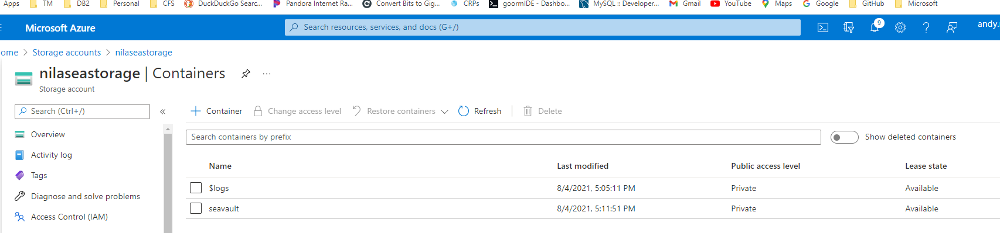 Apps TM DB2 Personal CFS DuckDuckGo Searc... Pandora Internet Ra... Convert Bits to Gig... CRPs goormIDE - Dashbo... MySQL :: Developer... Gmail YouTube Maps Google GitHub Microsoft
Microsoft Azure Search resources, services, and docs (G+/) 9 andy.
ome > Storage accounts > nilaseastorage
nilaseastorage | Containers ...
Storage account
Search (Ctrl+/) « + Container Change access level Restore containers Refresh Delete
Overview Search containers by prefix Show deleted containers
Activity log
Name Last modified Public access level Lease state
Tags
$logs 8/4/2021, 5:05:11 PM Private Available
Diagnose and solve problems
seavault 8/4/2021, 5:11:51 PM Private Available
Access Control (IAM)